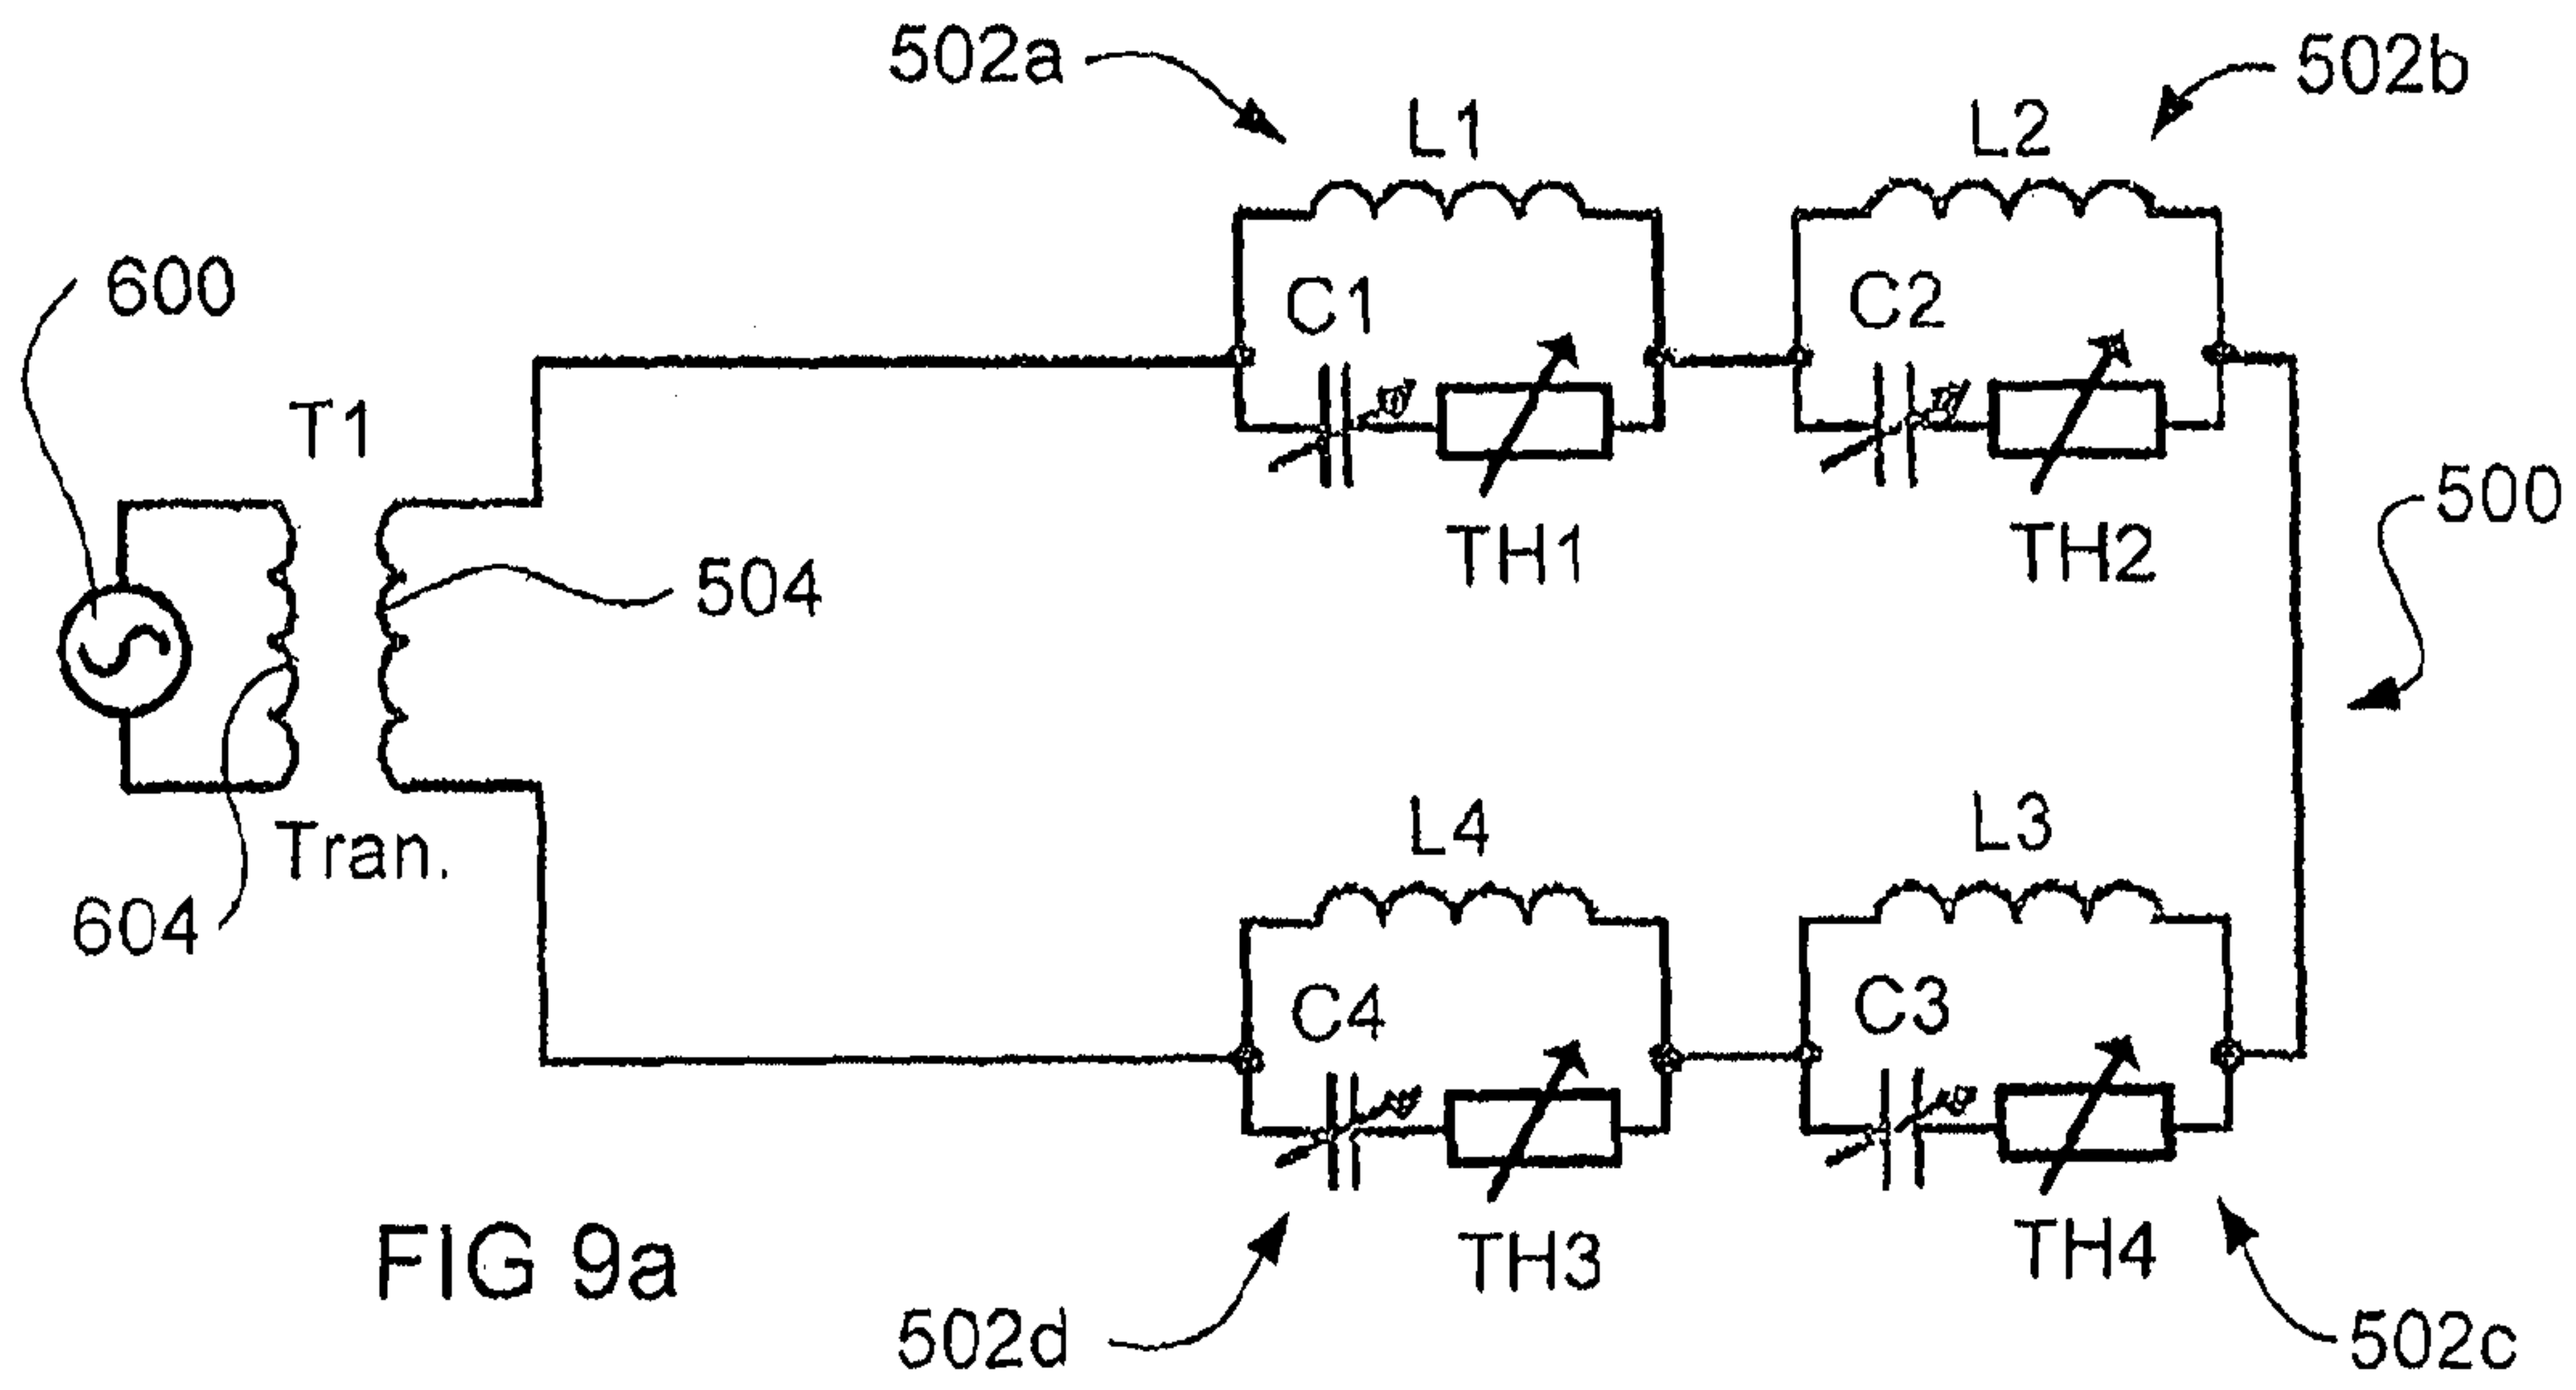 502a
502b
L1
L2
600
C1
C2
T1
500
TH1
TH2
504
L4
L3
Tran.
604
C4
C3
FIG 9a
TH3
TH4
502d
502c